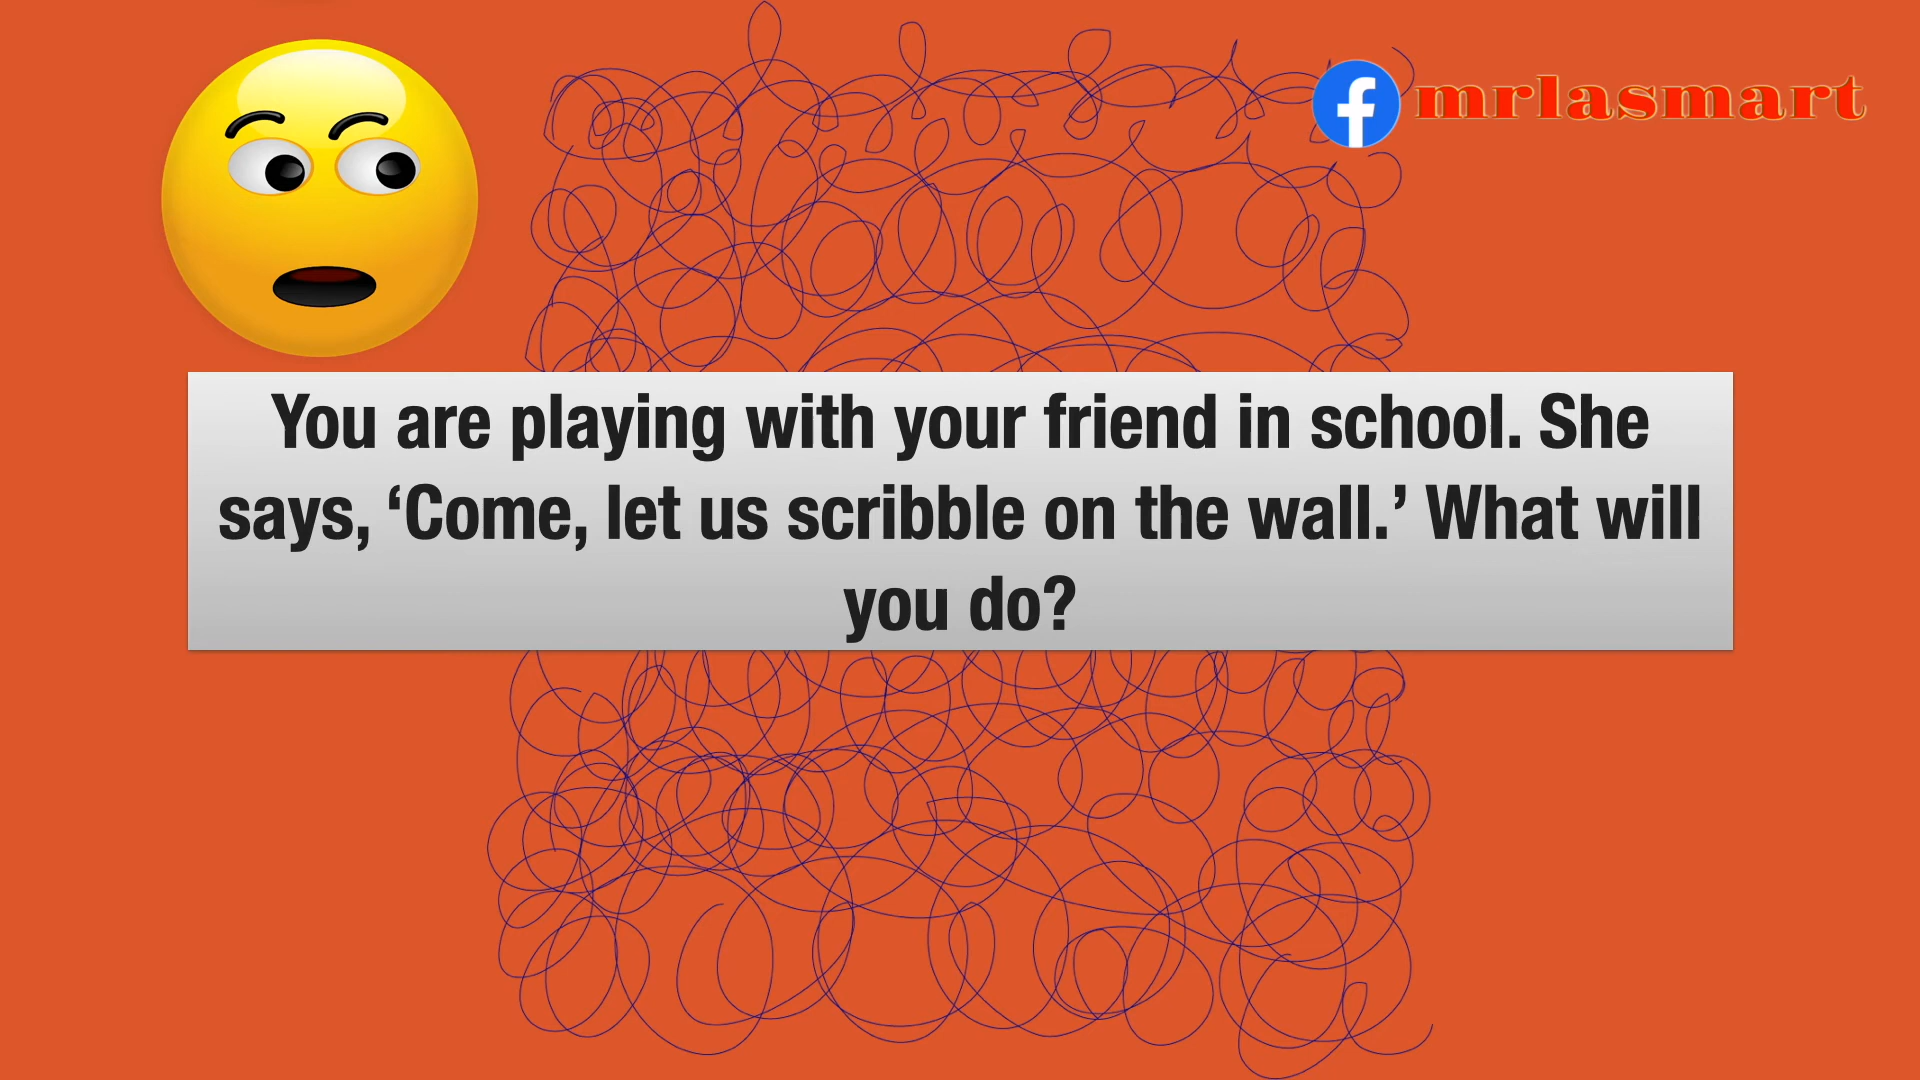 mrlasmart
You are playing with your friend in school. She
says, ‘Come, let us scribble on the wall.’ What will
you do?